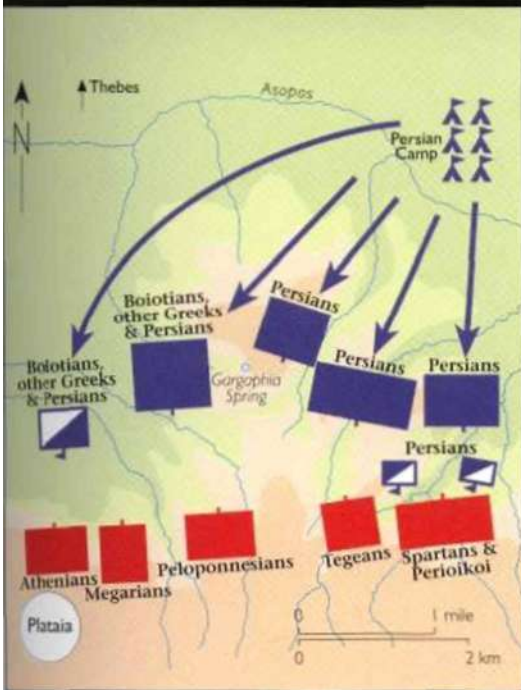 Thebes
Asopos
N
Persian
Camp
Boiotians,
other Greeks
& Persians
Persians
Boiotians,
other Greeks
& Persians
Gargaphia
Spring
Persians
Persians
Persians
Athenians
Megarians
Peloponnesians
Tegeans
Spartans &
Perioikoi
Plataia
0
1 mile
0
2 km